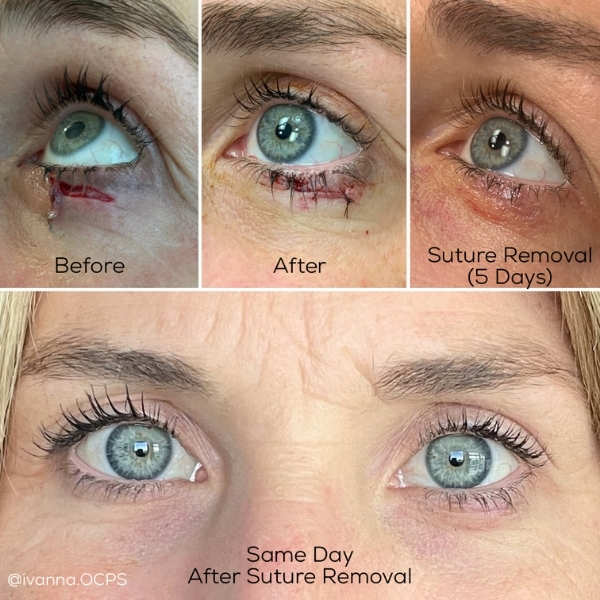 Before
After
Suture Removal
(5 Days)
Same Day
After Suture Removal
@ivanna.OCPS